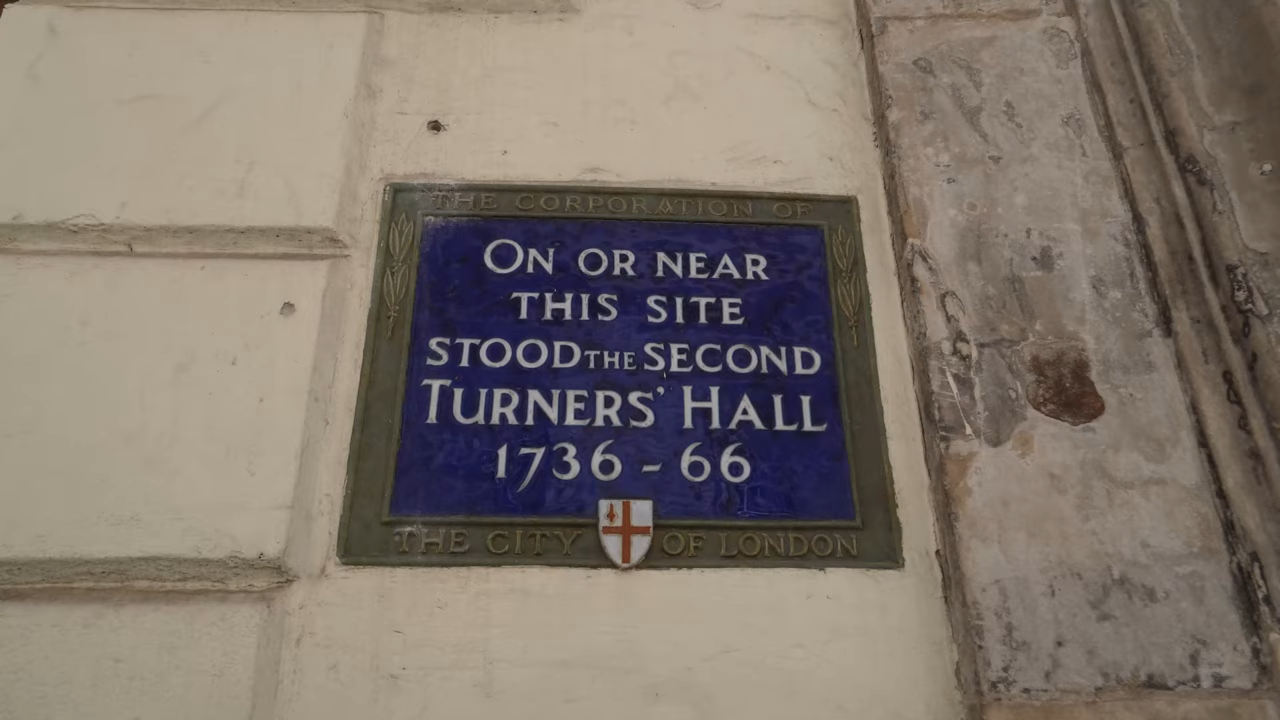 THE CORPORATION OF
ON OR NEAR
THIS SITE
STOOD THE SECOND
TURNERS' HALL
1736 - 66
THE CITY OF LONDON